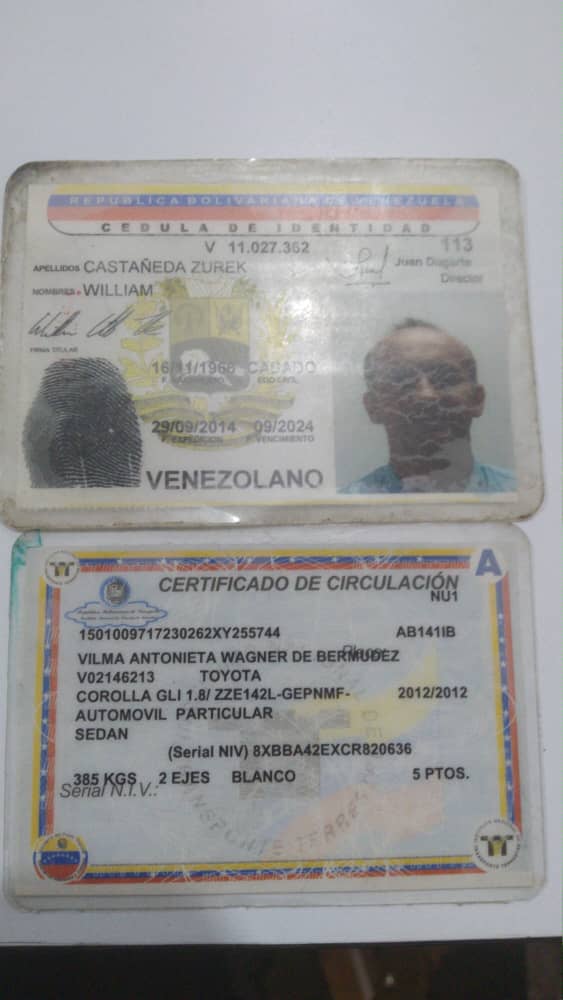 REPUBLICA BOLIVARIANA DE VENEZUELA
CEDULA DE IDENTIDAD
V 11.027.362 113
APELLIDOS CASTAÑEDA ZUREK Juan Dugarte
Director
NOMBRES WILLIAM
FIRMA TITULAR
16/11/1966 CASADO
F. NACIMIENTO EDO CIVIL
29/09/2014 09/2024
F. EXPEDICION F. VENCIMIENTO
VENEZOLANO
A
CERTIFICADO DE CIRCULACIÓN
NU1
1501009717230262XY255744 AB141IB
Placa:
VILMA ANTONIETA WAGNER DE BERMUDEZ
V02146213 TOYOTA
COROLLA GLI 1.8/ ZZE142L-GEPNMF- 2012/2012
AUTOMOVIL PARTICULAR
SEDAN
(Serial NIV) 8XBBA42EXCR820636
385 KGS 2 EJES BLANCO 5 PTOS.
Serial N.I.V.: